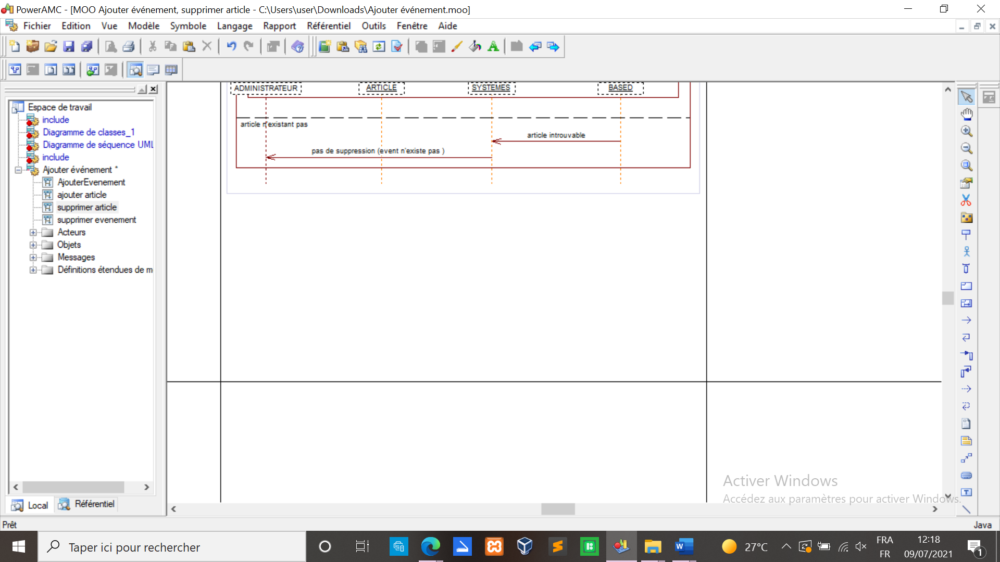 PowerAMC - [MOO Ajouter événement, supprimer article - C:\Users\user\Downloads\Ajouter événement.moo]
Fichier Edition Vue Modèle Symbole Langage Rapport Référentiel Outils Fenêtre Aide
Espace de travail
include
Diagramme de classes_1
Diagramme de séquence UML
include
Ajouter événement *
AjouterEvenement
ajouter article
supprimer article
supprimer evenement
Acteurs
Objets
Messages
Définitions étendues de m
Local Référentiel
ADMINISTRATEUR ARTICLE SYSTEMES BASED
article n'existant pas
article introuvable
pas de suppression (event n'existe pas )
Activer Windows
Accédez aux paramètres pour activer Windows.
Prêt
Java
Taper ici pour rechercher
27°C
FRA
FR
12:18
09/07/2021
1